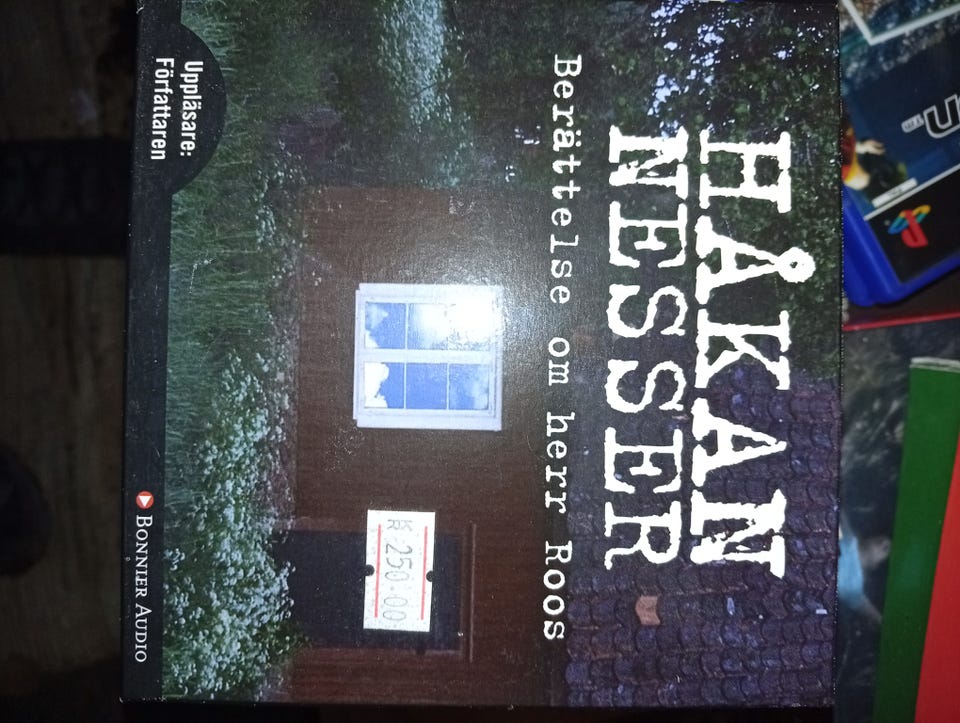 HÅKAN
NESSER
Berättelse om herr Roos
KR 250:00
Uppläsare:
Författaren
BONNIER AUDIO